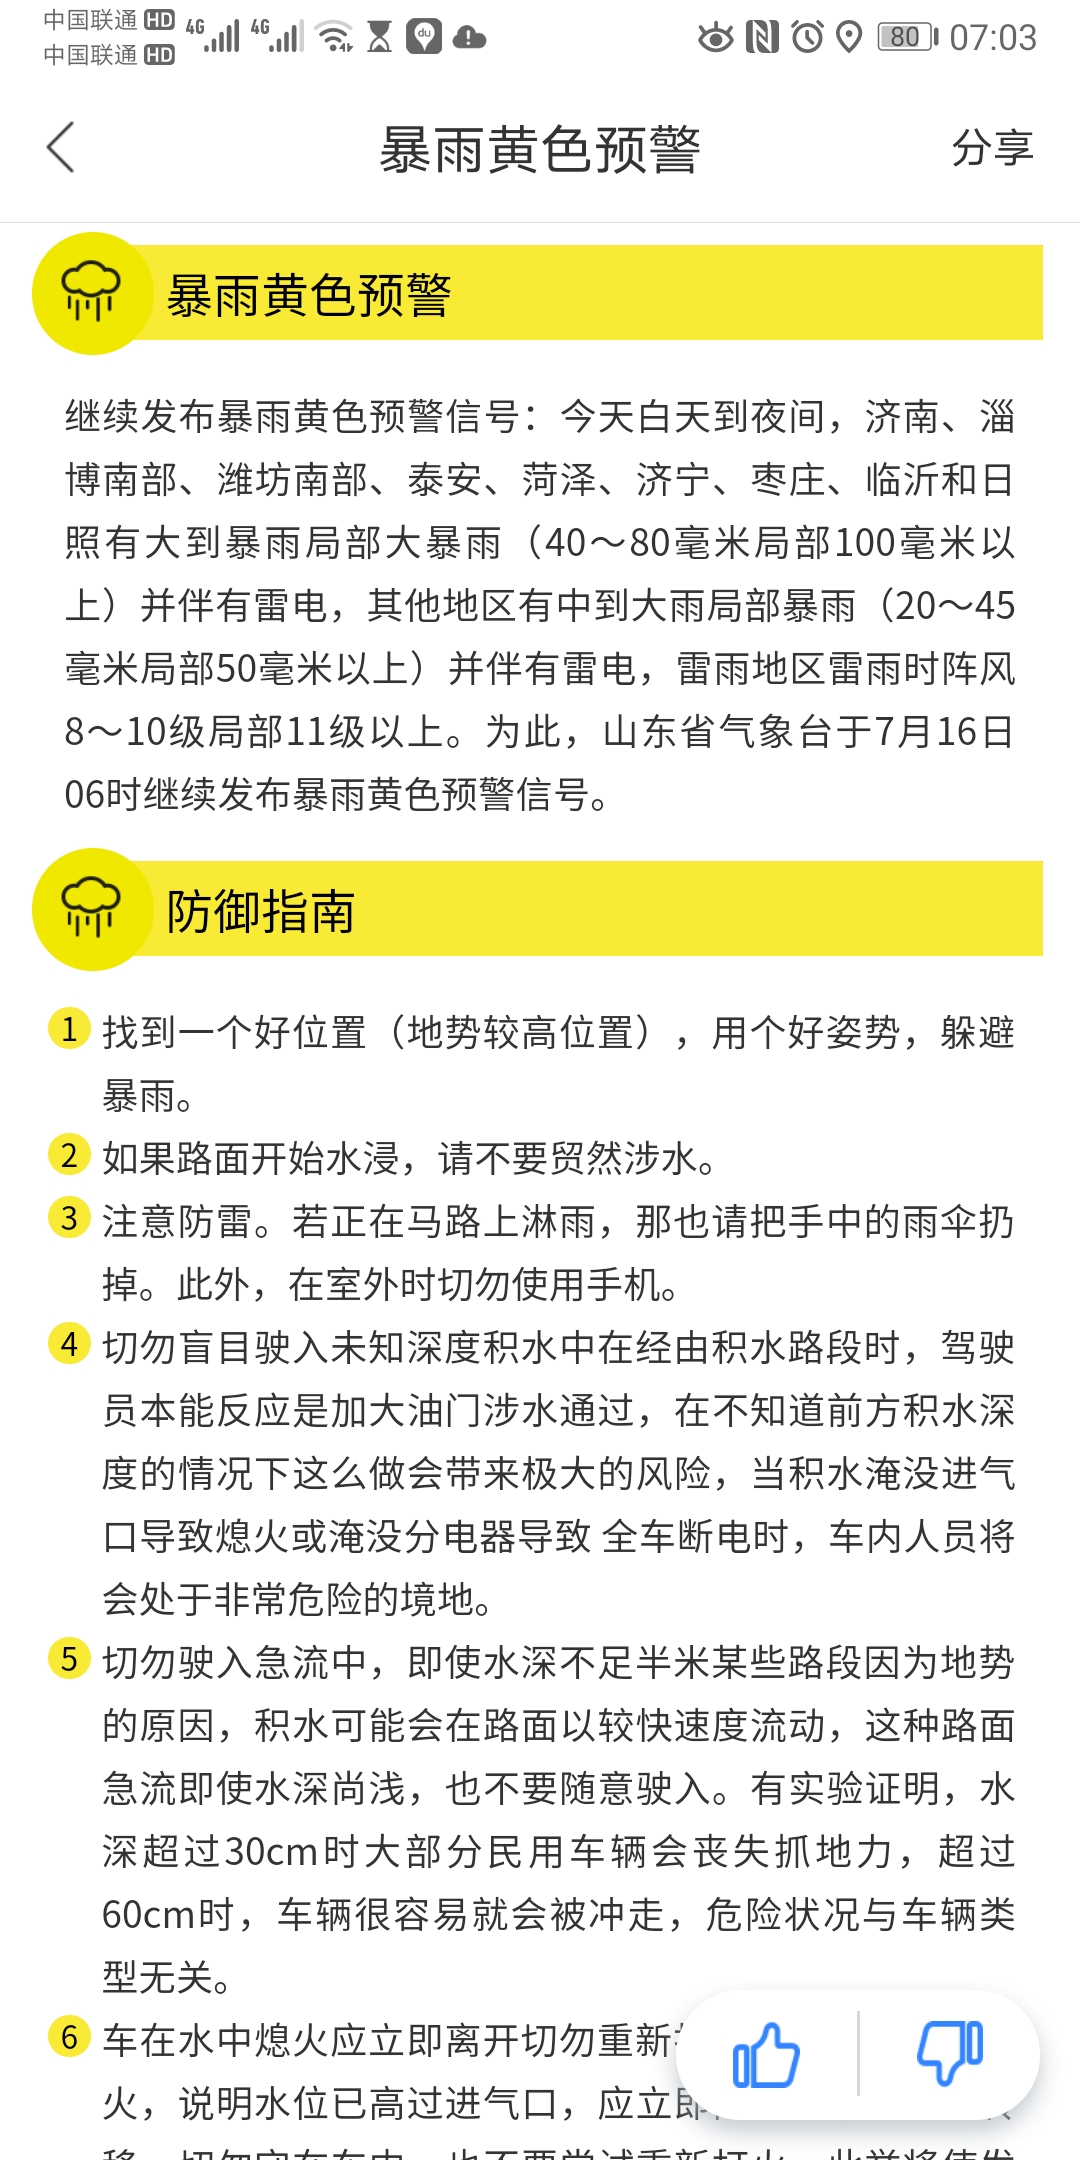 中国联通 HD 4G 4G du 80 07:03
中国联通 HD
暴雨黄色预警 分享
暴雨黄色预警
继续发布暴雨黄色预警信号：今天白天到夜间，济南、淄
博南部、潍坊南部、泰安、菏泽、济宁、枣庄、临沂和日
照有大到暴雨局部大暴雨（40～80毫米局部100毫米以
上）并伴有雷电，其他地区有中到大雨局部暴雨（20～45
毫米局部50毫米以上）并伴有雷电，雷雨地区雷雨时阵风
8～10级局部11级以上。为此，山东省气象台于7月16日
06时继续发布暴雨黄色预警信号。
防御指南
1 找到一个好位置（地势较高位置），用个好姿势，躲避
暴雨。
2 如果路面开始水浸，请不要贸然涉水。
3 注意防雷。若正在马路上淋雨，那也请把手中的雨伞扔
掉。此外，在室外时切勿使用手机。
4 切勿盲目驶入未知深度积水中在经由积水路段时，驾驶
员本能反应是加大油门涉水通过，在不知道前方积水深
度的情况下这么做会带来极大的风险，当积水淹没进气
口导致熄火或淹没分电器导致 全车断电时，车内人员将
会处于非常危险的境地。
5 切勿驶入急流中，即使水深不足半米某些路段因为地势
的原因，积水可能会在路面以较快速度流动，这种路面
急流即使水深尚浅，也不要随意驶入。有实验证明，水
深超过30cm时大部分民用车辆会丧失抓地力，超过
60cm时，车辆很容易就会被冲走，危险状况与车辆类
型无关。
6 车在水中熄火应立即离开切勿重新
火，说明水位已高过进气口，应立即
移，切勿守在车中，也不要尝试重新打火，此举将使发